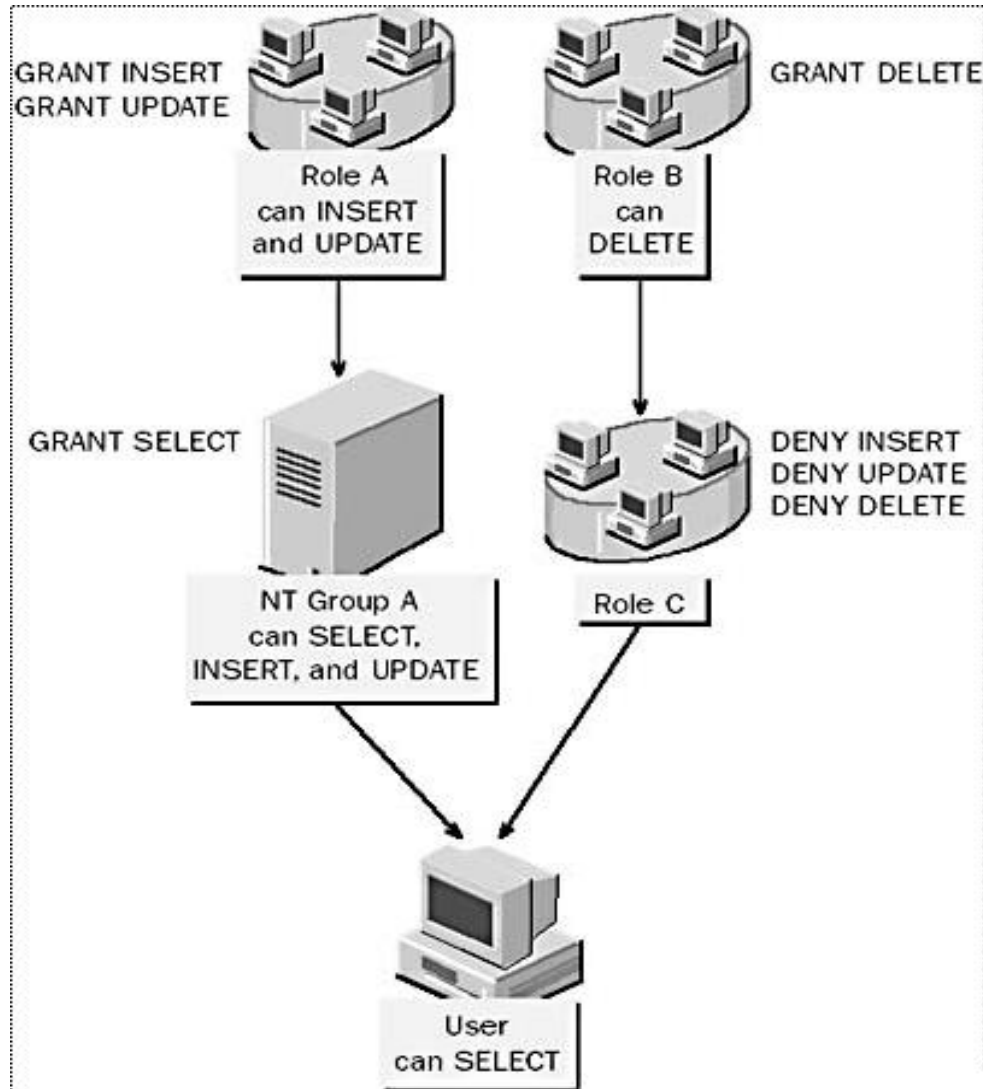 GRANT INSERT
GRANT UPDATE
GRANT DELETE
Role A
can INSERT
and UPDATE
Role B
can
DELETE
GRANT SELECT
DENY INSERT
DENY UPDATE
DENY DELETE
NT Group A
can SELECT,
INSERT, and UPDATE
Role C
User
can SELECT